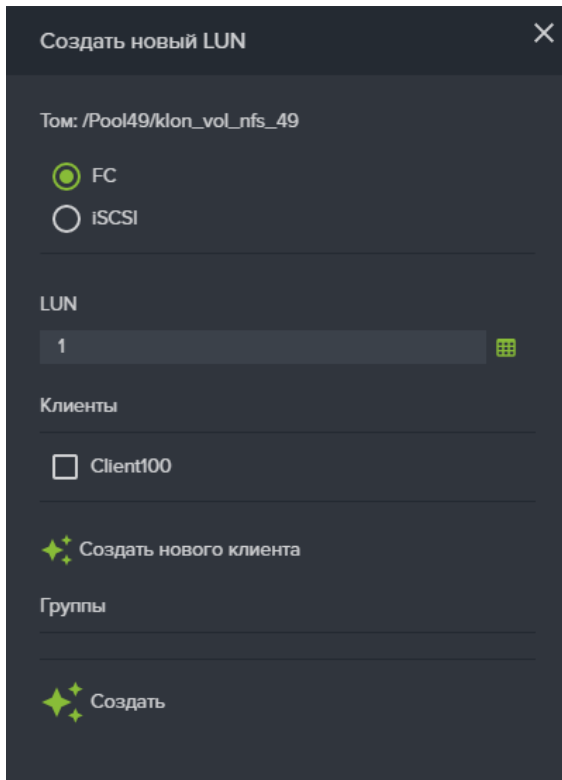 Создать новый LUN
Том: /Pool49/klon_vol_nfs_49
FC
iSCSI
LUN
1
Клиенты
Client100
Создать нового клиента
Группы
Создать